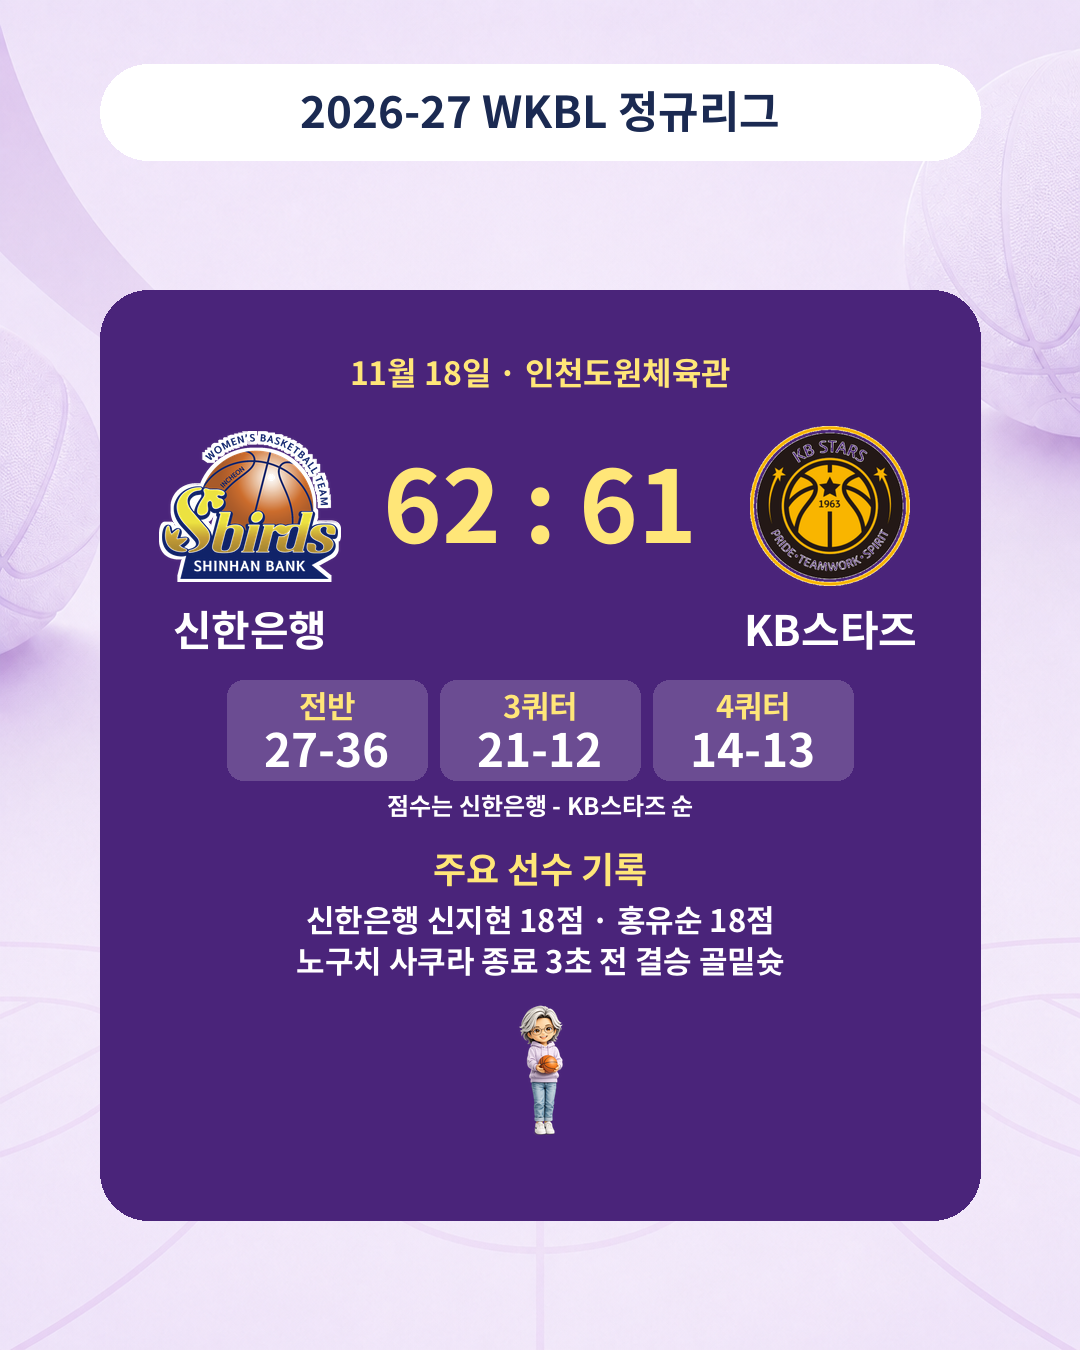 2026-27 WKBL 정규리그
11월 18일 · 인천도원체육관
WOMEN'S BASKETBALL TEAM
INCHEON
Sbirds
SHINHAN BANK
62 : 61
KB STARS
1963
PRIDE·TEAMWORK·SPIRIT
신한은행
KB스타즈
전반
27-36
3쿼터
21-12
4쿼터
14-13
점수는 신한은행 - KB스타즈 순
주요 선수 기록
신한은행 신지현 18점 · 홍유순 18점
노구치 사쿠라 종료 3초 전 결승 골밑슛